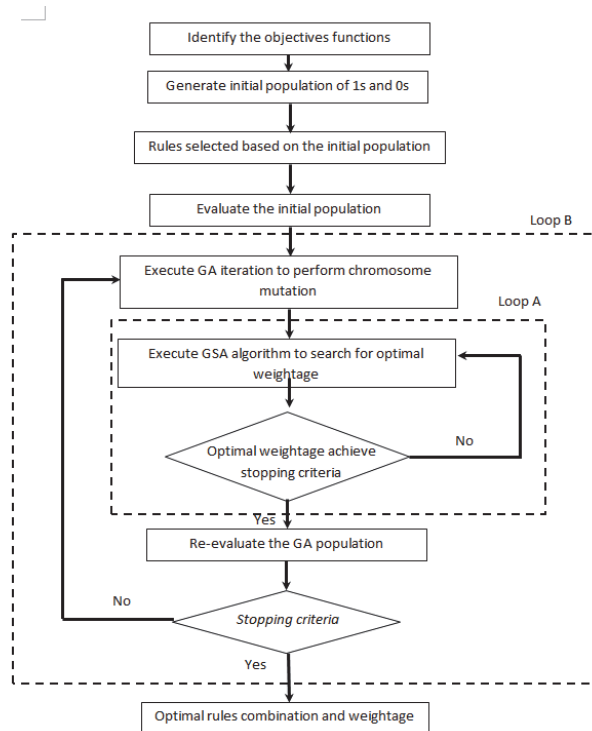 Identify the objectives functions
Generate initial population of 1s and 0s
Rules selected based on the initial population
Evaluate the initial population
Loop B
Execute GA iteration to perform chromosome
mutation
Loop A
Execute GSA algorithm to search for optimal
weightage
No
Optimal weightage achieve
stopping criteria
Yes
Re-evaluate the GA population
No
Stopping criteria
Yes
Optimal rules combination and weightage